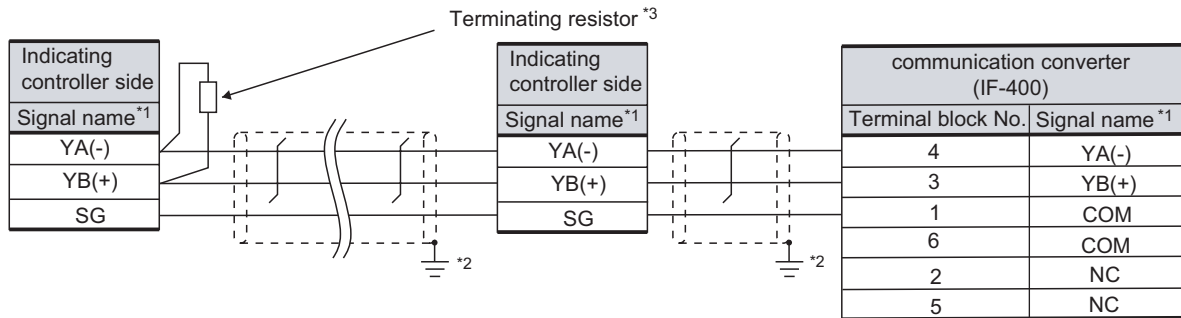 Terminating resistor *3
Indicating
controller side
Signal name*1
YA(-)
YB(+)
SG
*2
Indicating
controller side
Signal name*1
YA(-)
YB(+)
SG
*2
communication converter
(IF-400)
Terminal block No. Signal name*1
4 YA(-)
3 YB(+)
1 COM
6 COM
2 NC
5 NC